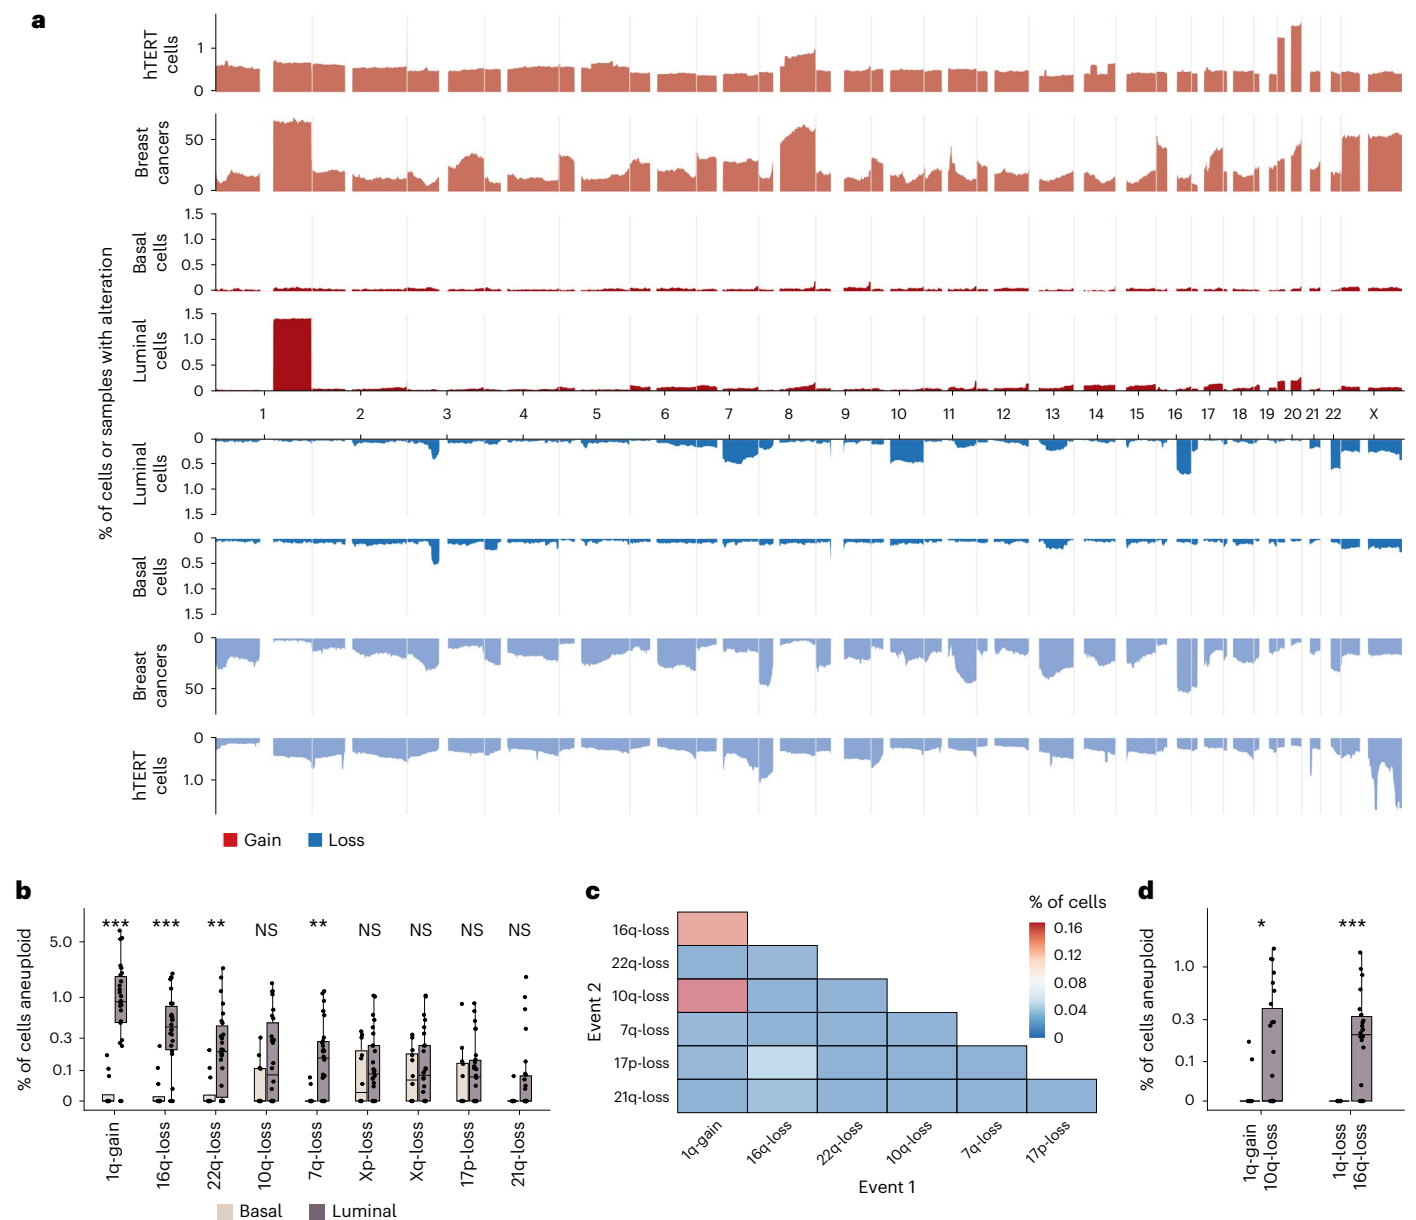 a
hTERT
cells
1
0
Breast
cancers
50
0
Basal
cells
1.5
1.0
0.5
0
Luminal
cells
1.5
1.0
0.5
0
% of cells or samples with alteration
1 2 3 4 5 6 7 8 9 10 11 12 13 14 15 16 17 18 19 20 21 22 X
Luminal
cells
0
0.5
1.0
1.5
Basal
cells
0
0.5
1.0
1.5
Breast
cancers
0
50
hTERT
cells
0
1.0
Gain Loss
b
% of cells aneuploid
5.0
1.0
0.3
0.1
0
*** *** ** NS ** NS NS NS NS
1q-gain
16q-loss
22q-loss
10q-loss
7q-loss
Xp-loss
Xq-loss
17p-loss
21q-loss
Basal Luminal
c
% of cells
0.16
0.12
0.08
0.04
0
Event 2
16q-loss
22q-loss
10q-loss
7q-loss
17p-loss
21q-loss
1q-gain
16q-loss
22q-loss
10q-loss
7q-loss
17p-loss
Event 1
d
% of cells aneuploid
1.0
0.3
0.1
0
* ***
1q-gain
10q-loss
1q-loss
16q-loss